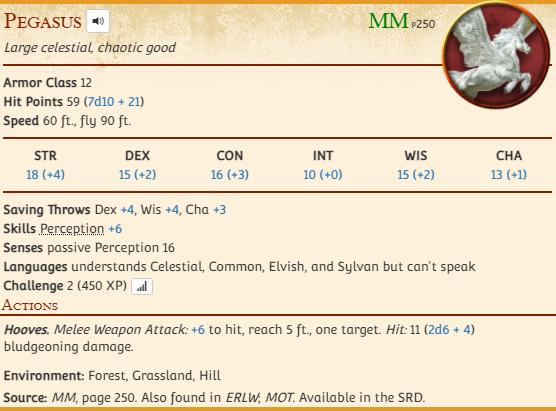 Pegasus
MM p250
Large celestial, chaotic good
Armor Class 12
Hit Points 59 (7d10 + 21)
Speed 60 ft., fly 90 ft.
STR DEX CON INT WIS CHA
18 (+4) 15 (+2) 16 (+3) 10 (+0) 15 (+2) 13 (+1)
Saving Throws Dex +4, Wis +4, Cha +3
Skills Perception +6
Senses passive Perception 16
Languages understands Celestial, Common, Elvish, and Sylvan but can't speak
Challenge 2 (450 XP)
Actions
Hooves. Melee Weapon Attack: +6 to hit, reach 5 ft., one target. Hit: 11 (2d6 + 4)
bludgeoning damage.
Environment: Forest, Grassland, Hill
Source: MM, page 250. Also found in ERLW; MOT. Available in the SRD.